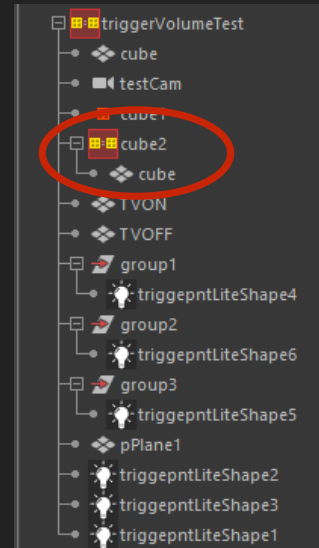 triggerVolumeTest
cube
testCam
cube1
cube2
cube
TVON
TVOFF
group1
triggepntLiteShape4
group2
triggepntLiteShape6
group3
triggepntLiteShape5
pPlane1
triggepntLiteShape2
triggepntLiteShape3
triggepntLiteShape1